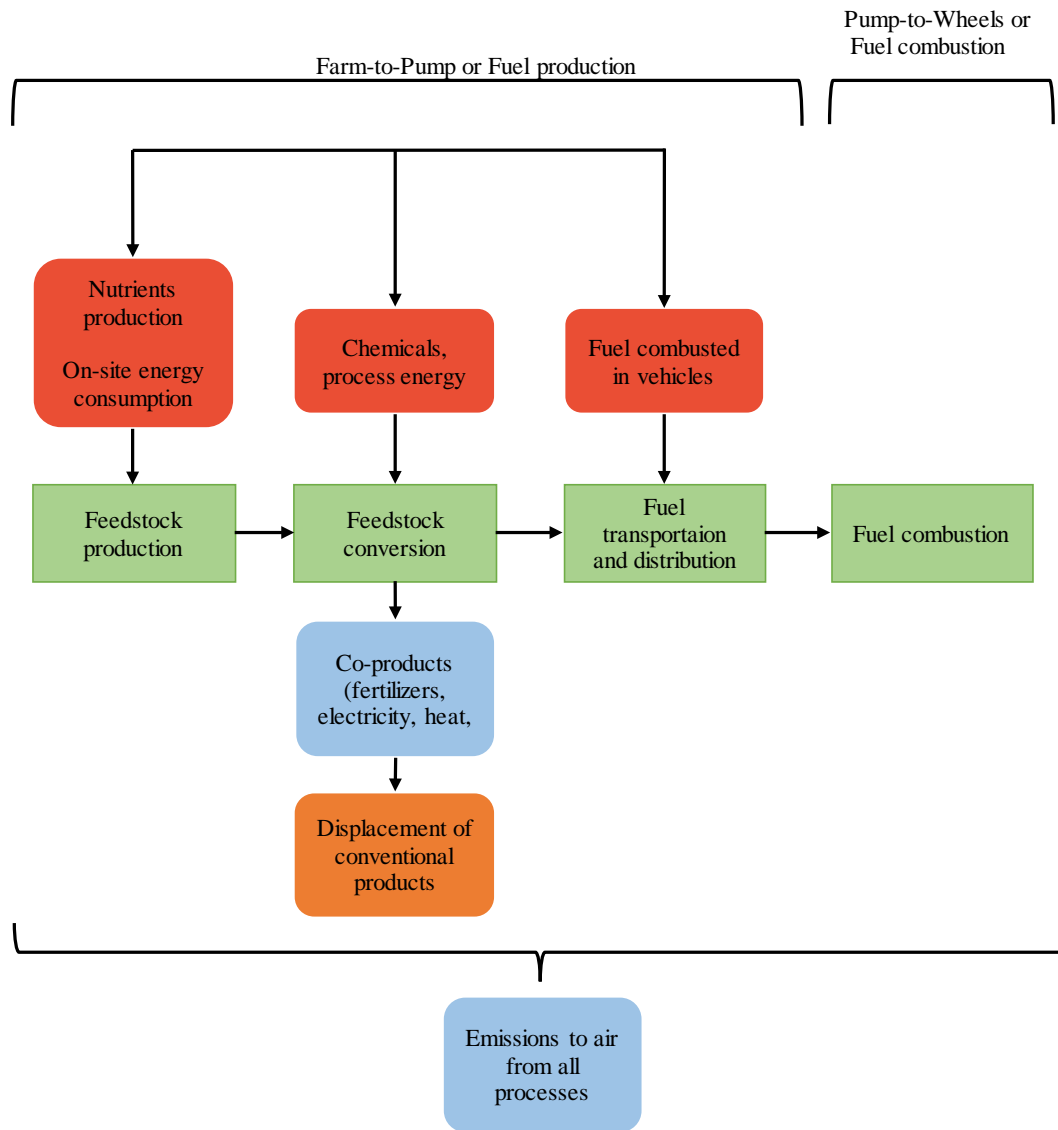 Pump-to-Wheels or
Fuel combustion
Farm-to-Pump or Fuel production
Nutrients
production
On-site energy
consumption
Chemicals,
process energy
Fuel combusted
in vehicles
Feedstock
production
Feedstock
conversion
Fuel
transportaion
and distribution
Fuel combustion
Co-products
(fertilizers,
electricity, heat,
Displacement of
conventional
products
Emissions to air
from all
processes